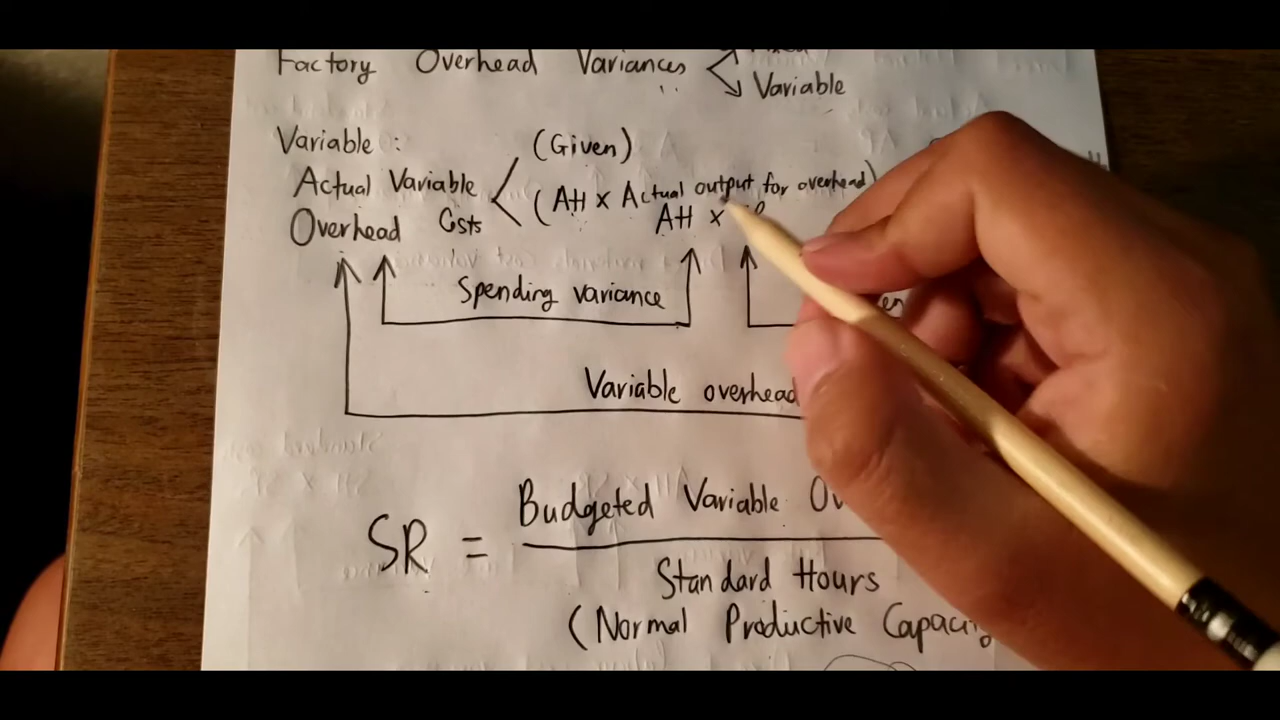 Factory Overhead Variances
Variable
Variable :
(Given)
Actual Variable
(AH x Actual output for overhead)
Overhead Csts
AH x
Spending variance
Variable overhead
Budgeted Variable
SR =
Standard Hours
(Normal Productive Capacity